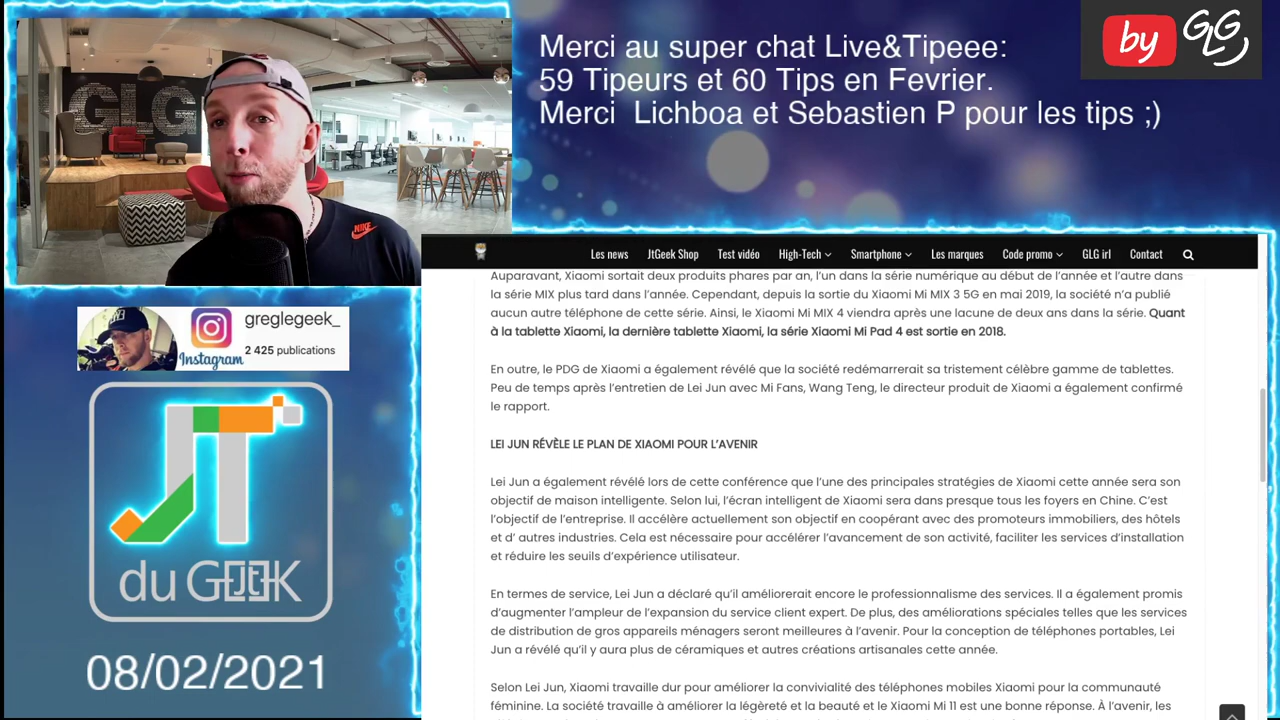 Merci au super chat Live&Tipeee:
59 Tipeurs et 60 Tips en Fevrier.
Merci Lichboa et Sebastien P pour les tips ;)
by GLG
GLG
NIKE
greglegeek_
2 425 publications
Instagram
JT
du GEEK
08/02/2021
Les news JtGeek Shop Test vidéo High-Tech Smartphone Les marques Code promo GLG irl Contact
Auparavant, Xiaomi sortait deux produits phares par an, l'un dans la série numérique au début de l'année et l'autre dans
la série MIX plus tard dans l'année. Cependant, depuis la sortie du Xiaomi Mi MIX 3 5G en mai 2019, la société n'a publié
aucun autre téléphone de cette série. Ainsi, le Xiaomi Mi MIX 4 viendra après une lacune de deux ans dans la série. Quant
à la tablette Xiaomi, la dernière tablette Xiaomi, la série Xiaomi Mi Pad 4 est sortie en 2018.
En outre, le PDG de Xiaomi a également révélé que la société redémarrerait sa tristement célèbre gamme de tablettes.
Peu de temps après l'entretien de Lei Jun avec Mi Fans, Wang Teng, le directeur produit de Xiaomi a également confirmé
le rapport.
LEI JUN RÉVÈLE LE PLAN DE XIAOMI POUR L'AVENIR
Lei Jun a également révélé lors de cette conférence que l'une des principales stratégies de Xiaomi cette année sera son
objectif de maison intelligente. Selon lui, l'écran intelligent de Xiaomi sera dans presque tous les foyers en Chine. C'est
l'objectif de l'entreprise. Il accélère actuellement son objectif en coopérant avec des promoteurs immobiliers, des hôtels
et d' autres industries. Cela est nécessaire pour accélérer l'avancement de son activité, faciliter les services d'installation
et réduire les seuils d'expérience utilisateur.
En termes de service, Lei Jun a déclaré qu'il améliorerait encore le professionnalisme des services. Il a également promis
d'augmenter l'ampleur de l'expansion du service client expert. De plus, des améliorations spéciales telles que les services
de distribution de gros appareils ménagers seront meilleures à l'avenir. Pour la conception de téléphones portables, Lei
Jun a révélé qu'il y aura plus de céramiques et autres créations artisanales cette année.
Selon Lei Jun, Xiaomi travaille dur pour améliorer la convivialité des téléphones mobiles Xiaomi pour la communauté
féminine. La société travaille à améliorer la légèreté et la beauté et le Xiaomi Mi 11 est une bonne réponse. À l'avenir, les